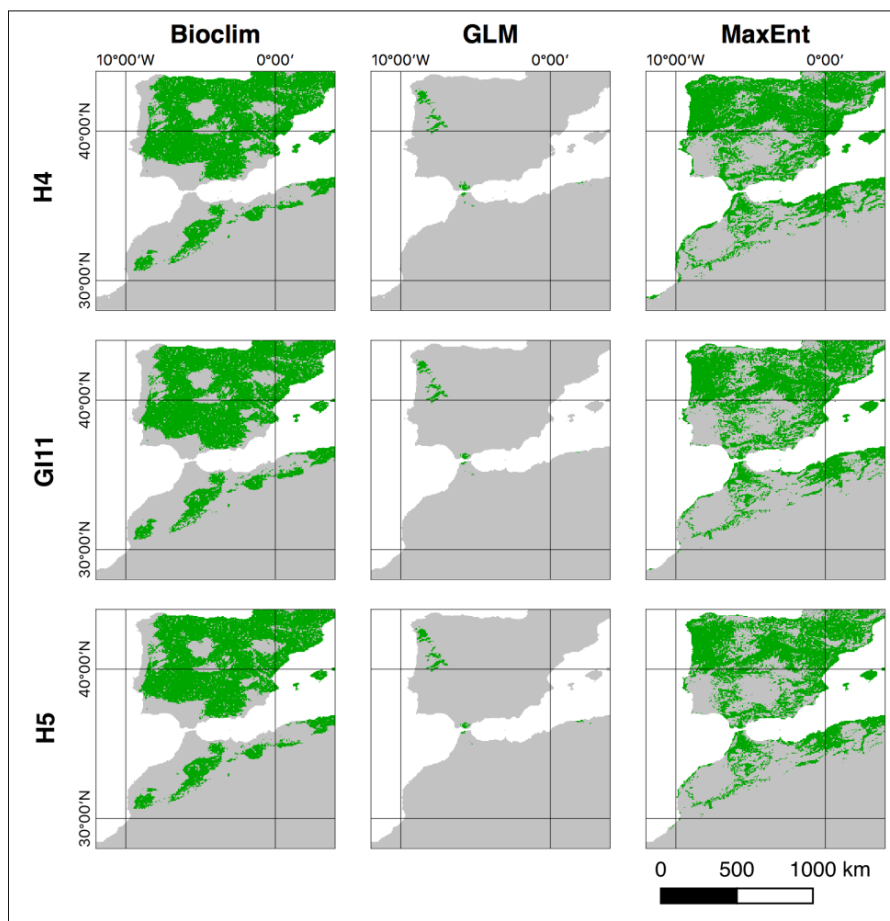 Bioclim GLM MaxEnt
10°00′W 0°00′ 10°00′W 0°00′ 10°00′W 0°00′
H4
40°00′N
30°00′N
GI11
40°00′N
30°00′N
H5
40°00′N
30°00′N
0 500 1000 km